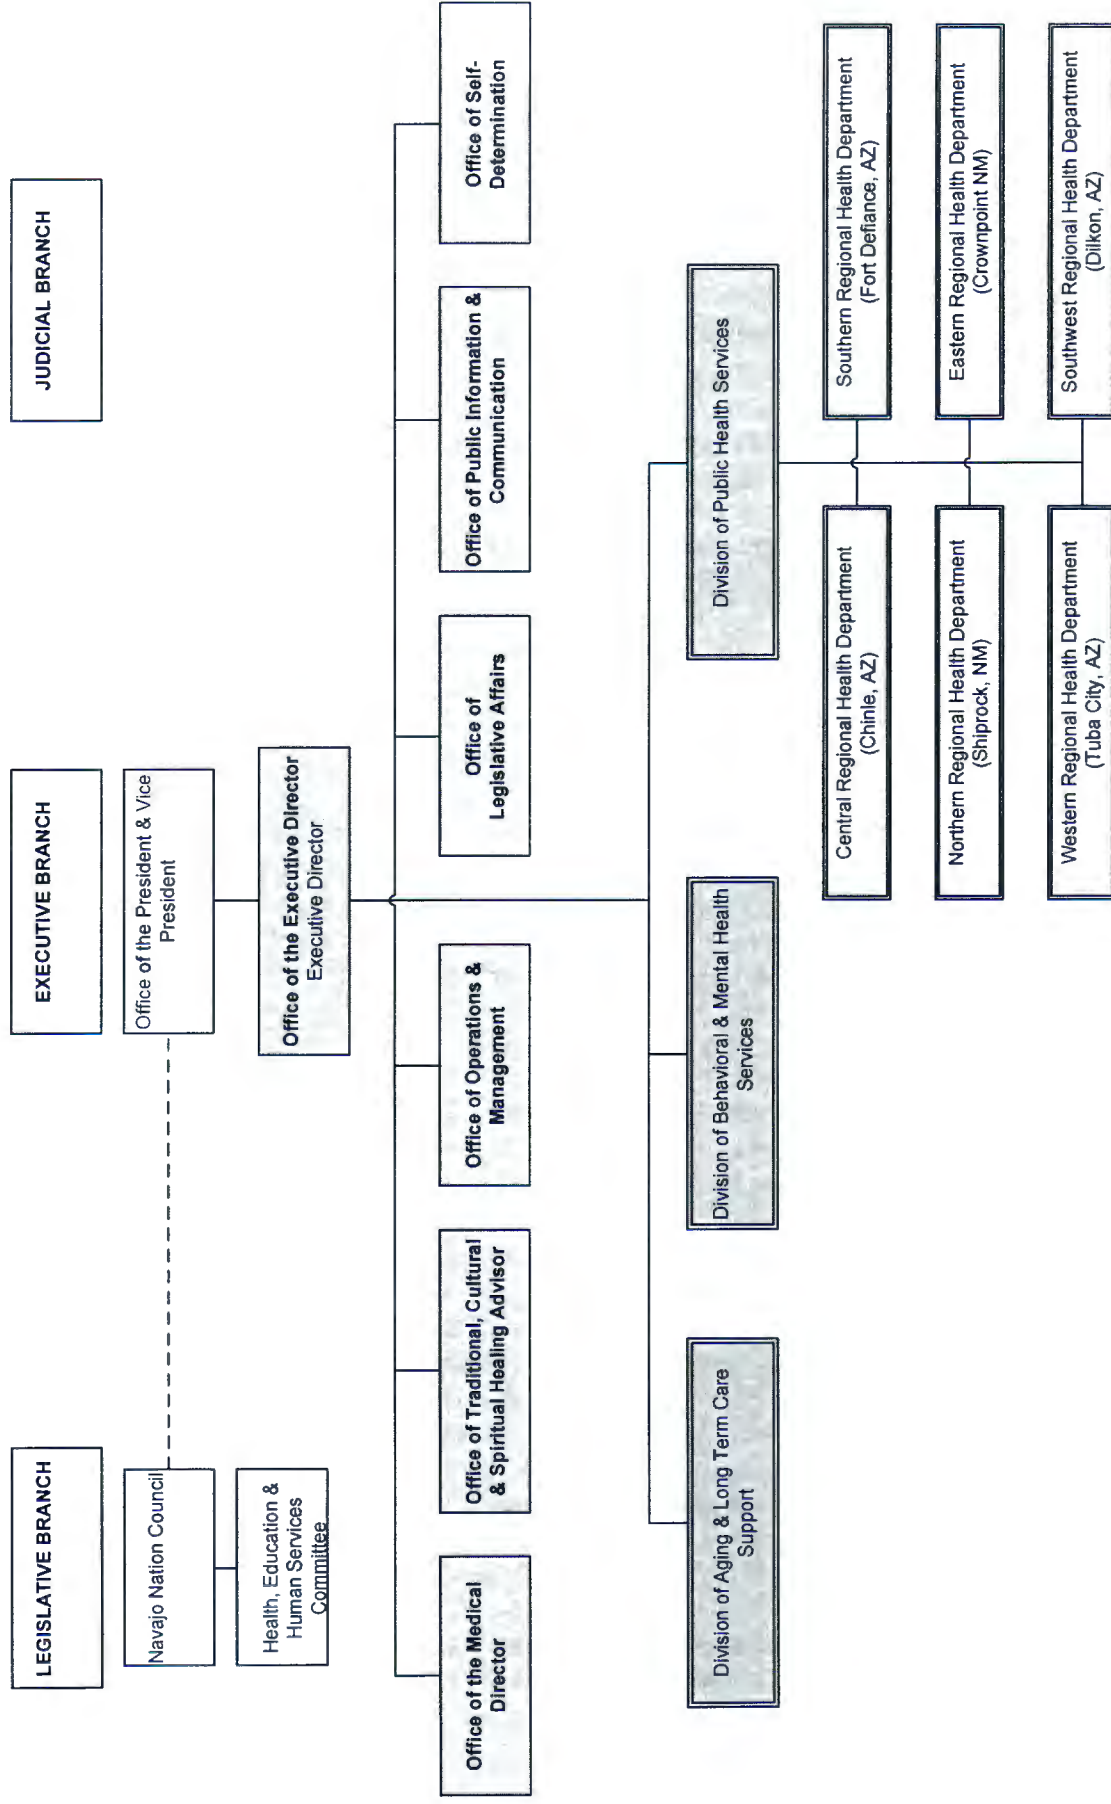 LEGISLATIVE BRANCH
EXECUTIVE BRANCH
JUDICIAL BRANCH
Navajo Nation Council
Office of the President & Vice
President
Health, Education &
Human Services
Committee
Office of the Executive Director
Executive Director
Office of the Medical
Director
Office of Traditional, Cultural
& Spiritual Healing Advisor
Office of Operations &
Management
Office of
Legislative Affairs
Office of Public Information &
Communication
Office of Self-
Determination
Division of Aging & Long Term Care
Support
Division of Behavioral & Mental Health
Services
Division of Public Health Services
Central Regional Health Department
(Chinle, AZ)
Southern Regional Health Department
(Fort Defiance, AZ)
Northern Regional Health Department
(Shiprock, NM)
Eastern Regional Health Department
(Crownpoint NM)
Western Regional Health Department
(Tuba City, AZ)
Southwest Regional Health Department
(Dilkon, AZ)